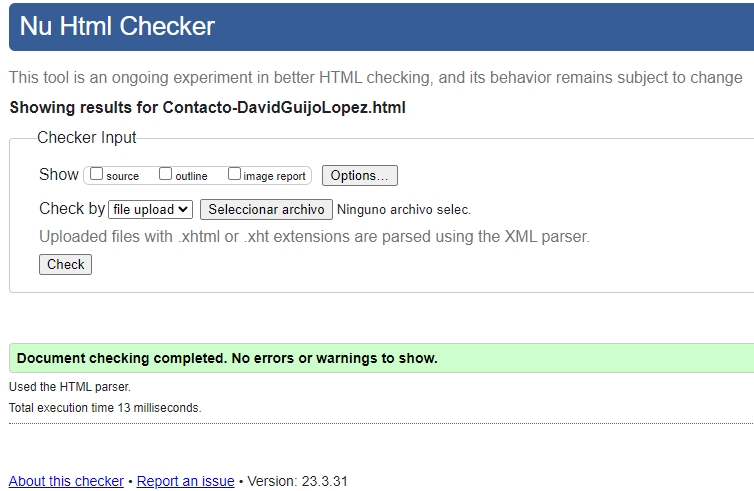 Nu Html Checker
This tool is an ongoing experiment in better HTML checking, and its behavior remains subject to change
Showing results for Contacto-DavidGuijoLopez.html
Checker Input
Show source outline image report Options...
Check by file upload Seleccionar archivo Ninguno archivo selec.
Uploaded files with .xhtml or .xht extensions are parsed using the XML parser.
Check
Document checking completed. No errors or warnings to show.
Used the HTML parser.
Total execution time 13 milliseconds.
About this checker • Report an issue • Version: 23.3.31